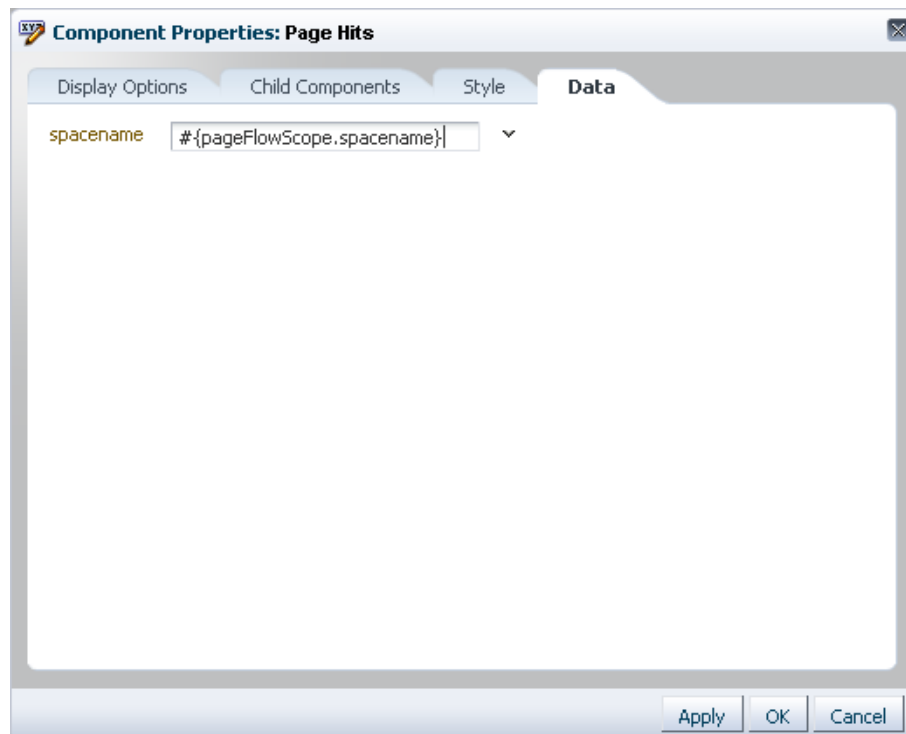 Component Properties: Page Hits
Display Options Child Components Style Data
spacename #{pageFlowScope.spacename}
Apply OK Cancel